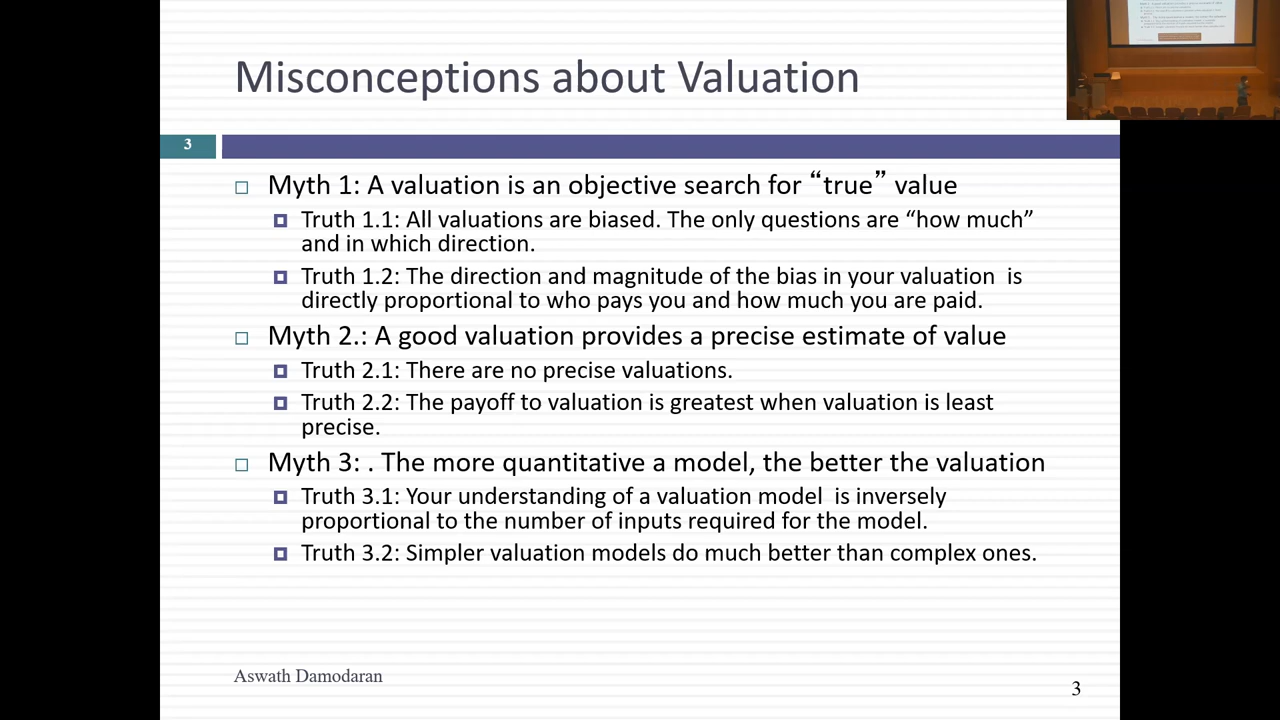 Misconceptions about Valuation
3
Myth 1: A valuation is an objective search for “true” value
Truth 1.1: All valuations are biased. The only questions are “how much”
and in which direction.
Truth 1.2: The direction and magnitude of the bias in your valuation  is
directly proportional to who pays you and how much you are paid.
Myth 2.: A good valuation provides a precise estimate of value
Truth 2.1: There are no precise valuations.
Truth 2.2: The payoff to valuation is greatest when valuation is least
precise.
Myth 3: . The more quantitative a model, the better the valuation
Truth 3.1: Your understanding of a valuation model  is inversely
proportional to the number of inputs required for the model.
Truth 3.2: Simpler valuation models do much better than complex ones.
Aswath Damodaran
3